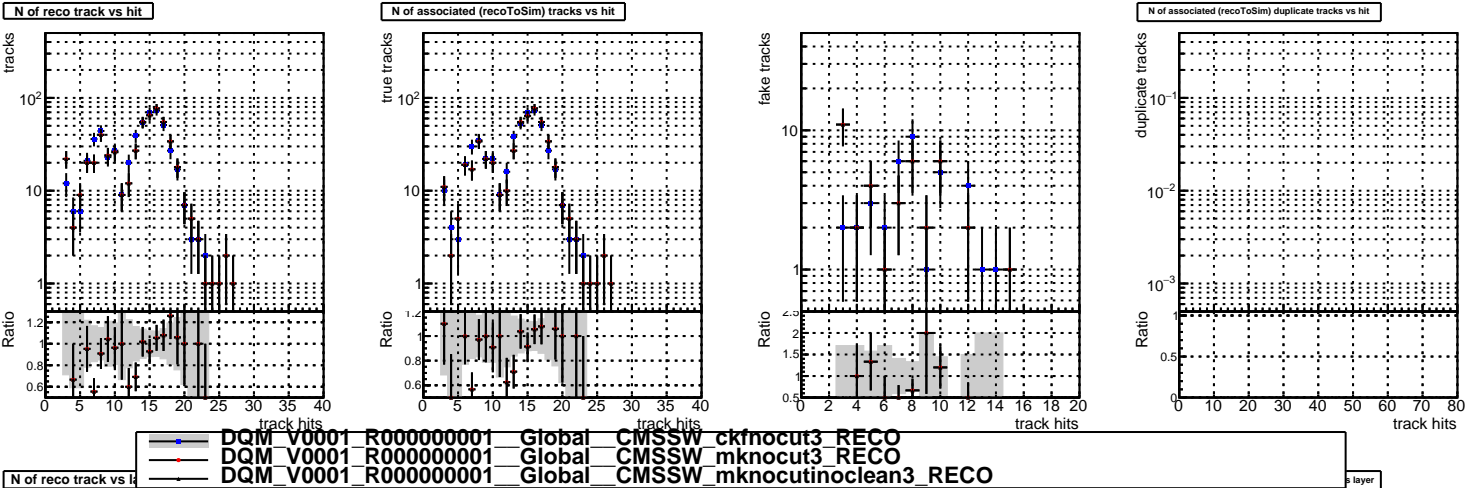 N of reco track vs hit
N of associated (recoToSim) tracks vs hit
N of associated (recoToSim) duplicate tracks vs hit
tracks
10²
10
1
Ratio
1.2
1
0.8
0.6
0 5 10 15 20 25 30 35 40
track hits
true tracks
10²
10
1
Ratio
1.2
1
0.8
0.6
0 5 10 15 20 25 30 35 40
track hits
fake tracks
10
1
Ratio
2.5
2
1.5
1
0.5
0 2 4 6 8 10 12 14 16 18 20
track hits
duplicate tracks
10⁻¹
10⁻²
10⁻³
Ratio
1
0.5
0
0 10 20 30 40 50 60 70 80
track hits
DQM_V0001_R000000001__Global__CMSSW_ckfnocut3_RECO
DQM_V0001_R000000001__Global__CMSSW_mknocut3_RECO
DQM_V0001_R000000001__Global__CMSSW_mknocutinoclean3_RECO
N of reco track vs la
s layer